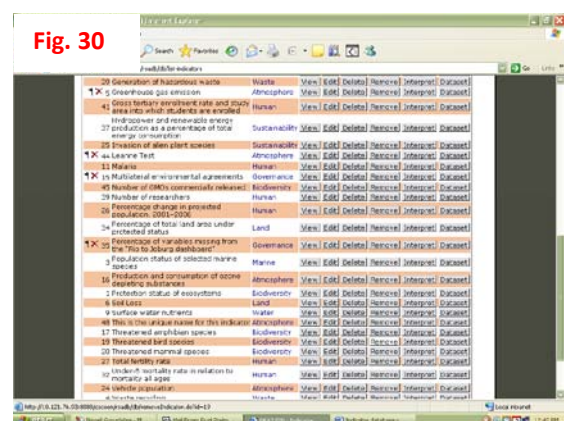 Fig. 30
Search Favorites
29 Generation of hazardous waste Waste View Edit Delete Remove Interpret Dataset
5 Greenhouse gas emission Atmosphere View Edit Delete Remove Interpret Dataset
41 Gross tertiary enrolment rate and study area into which students are enrolled Human View Edit Delete Remove Interpret Dataset
37 Hydropower and renewable energy production as a percentage of total energy consumption Sustainability View Edit Delete Remove Interpret Dataset
25 Invasion of alien plant species Sustainability View Edit Delete Remove Interpret Dataset
44 Leanne Test Atmosphere View Edit Delete Remove Interpret Dataset
11 Malaria Human View Edit Delete Remove Interpret Dataset
15 Multilateral environmental agreements Governance View Edit Delete Remove Interpret Dataset
45 Number of GMOs commercially released Biodiversity View Edit Delete Remove Interpret Dataset
39 Number of researchers Human View Edit Delete Remove Interpret Dataset
26 Percentage change in projected population, 2001-2006 Human View Edit Delete Remove Interpret Dataset
34 Percentage of total land area under protected status Land View Edit Delete Remove Interpret Dataset
35 Percentage of variables missing from the "Rio to Joburg dashboard" Governance View Edit Delete Remove Interpret Dataset
3 Population status of selected marine species Marine View Edit Delete Remove Interpret Dataset
16 Production and consumption of ozone depleting substances Atmosphere View Edit Delete Remove Interpret Dataset
1 Protection status of ecosystems Biodiversity View Edit Delete Remove Interpret Dataset
6 Soil Loss Land View Edit Delete Remove Interpret Dataset
9 Surface water nutrients Water View Edit Delete Remove Interpret Dataset
48 This is the unique name for this indicator Atmosphere View Edit Delete Remove Interpret Dataset
17 Threatened amphibian species Biodiversity View Edit Delete Remove Interpret Dataset
19 Threatened bird species Biodiversity View Edit Delete Remove Interpret Dataset
20 Threatened mammal species Biodiversity View Edit Delete Remove Interpret Dataset
27 Total fertility rate Human View Edit Delete Remove Interpret Dataset
32 Under-5 mortality rate in relation to mortality all ages Human View Edit Delete Remove Interpret Dataset
24 Vehicle population Atmosphere View Edit Delete Remove Interpret Dataset
Waste View Edit Delete Remove Interpret Dataset
Local intranet